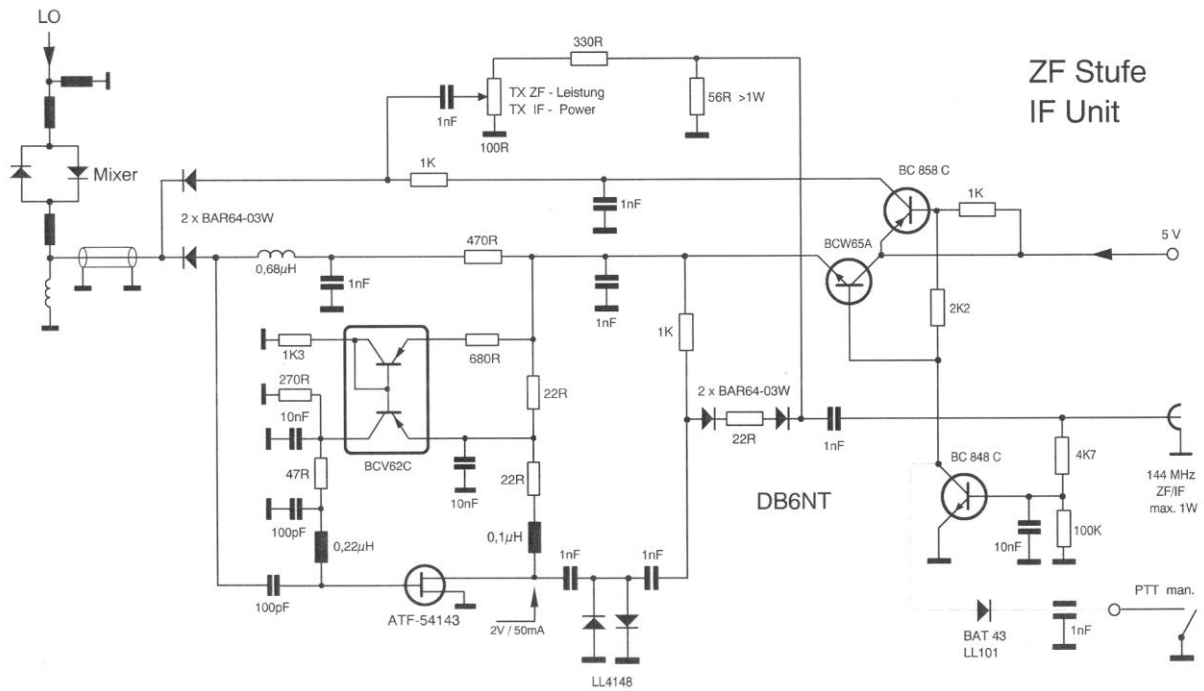 LO
330R
ZF Stufe
IF Unit
TX ZF - Leistung
TX IF - Power
56R >1W
1nF
100R
Mixer
1K
BC 858 C
1K
1nF
2 x BAR64-03W
470R
BCW65A
5 V
0,68µH
1nF
1nF
2K2
1K
1K3
680R
270R
22R
2 x BAR64-03W
10nF
22R
1nF
BCV62C
BC 848 C
4K7
47R
10nF
22R
DB6NT
144 MHz
ZF/IF
max. 1W
100pF
0,22µH
0,1µH
10nF
100K
1nF
1nF
100pF
ATF-54143
2V / 50mA
PTT man.
BAT 43
LL101
1nF
LL4148